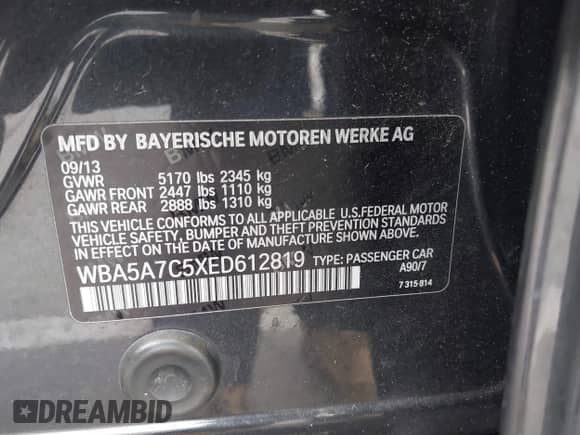 MFD BY BAYERISCHE MOTOREN WERKE AG
09/13
GVWR 5170 lbs 2345 kg
GAWR FRONT 2447 lbs 1110 kg
GAWR REAR 2888 lbs 1310 kg
THIS VEHICLE CONFORMS TO ALL APPLICABLE U.S.FEDERAL MOTOR
VEHICLE SAFETY, BUMPER, AND THEFT PREVENTION STANDARDS
IN EFFECT ON THE DATE OF MANUFACTURE SHOWN ABOVE.
WBA5A7C5XED612819 TYPE: PASSENGER CAR
A90/7
7 315 814
DREAMBID